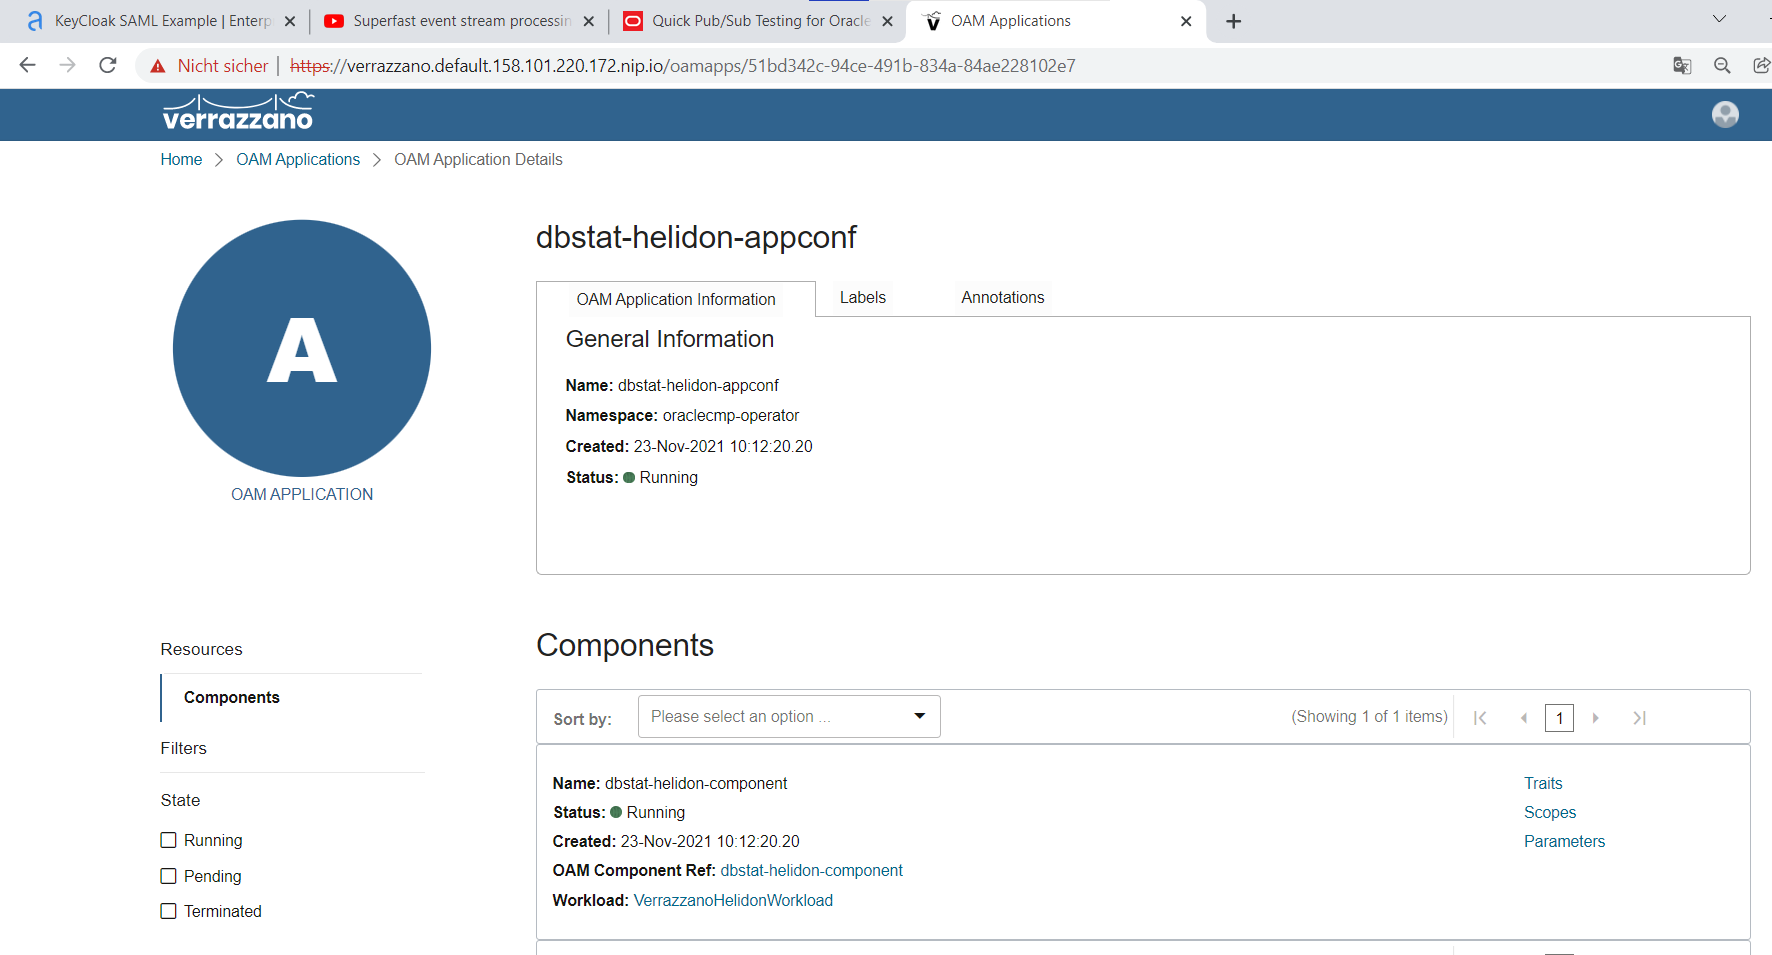 KeyCloak SAML Example | Enterp
Superfast event stream processin
Quick Pub/Sub Testing for Oracle
OAM Applications
Nicht sicher
https://verrazzano.default.158.101.220.172.nip.io/oamapps/51bd342c-94ce-491b-834a-84ae228102e7
verrazzano
Home > OAM Applications > OAM Application Details
A
OAM APPLICATION
dbstat-helidon-appconf
OAM Application Information
Labels
Annotations
General Information
Name: dbstat-helidon-appconf
Namespace: oraclecmp-operator
Created: 23-Nov-2021 10:12:20.20
Status: Running
Resources
Components
Filters
State
Running
Pending
Terminated
Components
Sort by:
Please select an option ...
(Showing 1 of 1 items)
1
Name: dbstat-helidon-component
Status: Running
Created: 23-Nov-2021 10:12:20.20
OAM Component Ref: dbstat-helidon-component
Workload: VerrazzanoHelidonWorkload
Traits
Scopes
Parameters